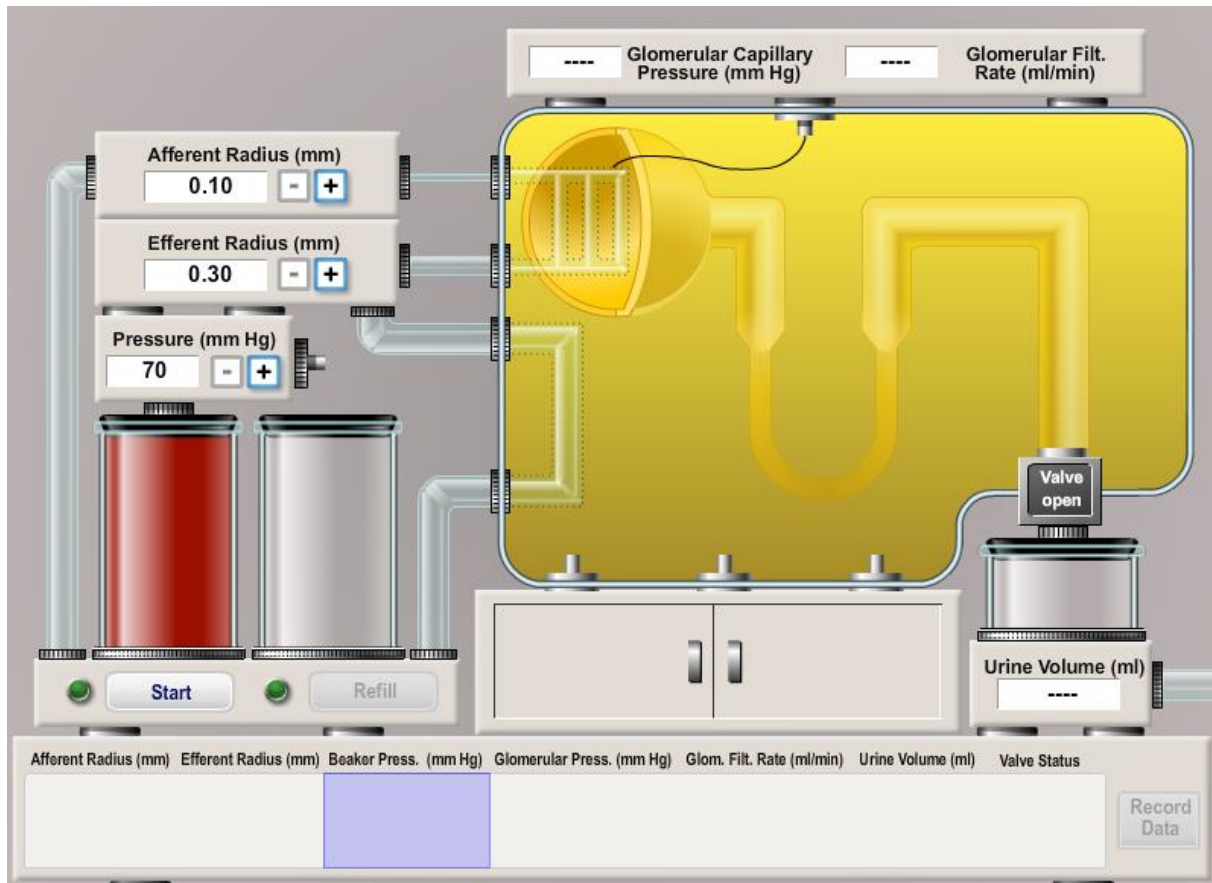 ---- Glomerular Capillary
Pressure (mm Hg)
---- Glomerular Filt.
Rate (ml/min)
Afferent Radius (mm)
0.10 - +
Efferent Radius (mm)
0.30 - +
Pressure (mm Hg)
70 - +
Valve
open
Start Refill
Urine Volume (ml)
----
Afferent Radius (mm) Efferent Radius (mm) Beaker Press. (mm Hg) Glomerular Press. (mm Hg) Glom. Filt. Rate (ml/min) Urine Volume (ml) Valve Status
Record
Data